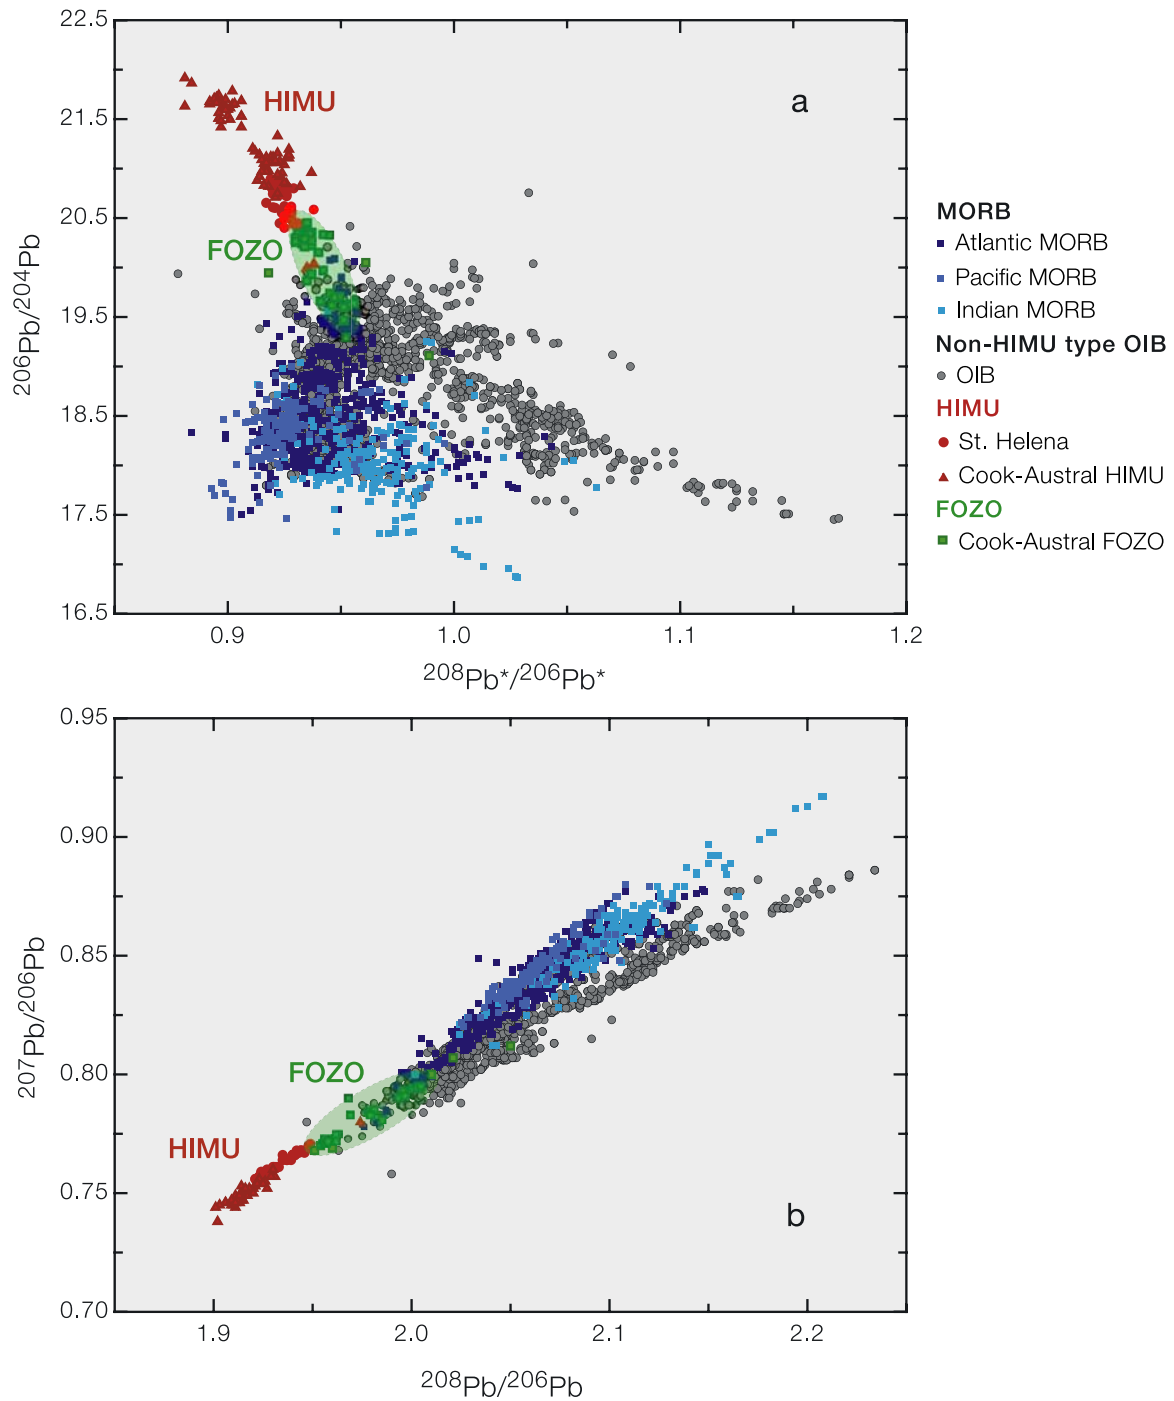 22.5
21.5
20.5
19.5
18.5
17.5
16.5
²⁰⁶Pb/²⁰⁴Pb
HIMU
a
FOZO
0.9 1.0 1.1 1.2
²⁰⁸Pb*/²⁰⁶Pb*
MORB
Atlantic MORB
Pacific MORB
Indian MORB
Non-HIMU type OIB
OIB
HIMU
St. Helena
Cook-Austral HIMU
FOZO
Cook-Austral FOZO
0.95
0.90
0.85
0.80
0.75
0.70
²⁰⁷Pb/²⁰⁶Pb
FOZO
HIMU
b
1.9 2.0 2.1 2.2
²⁰⁸Pb/²⁰⁶Pb